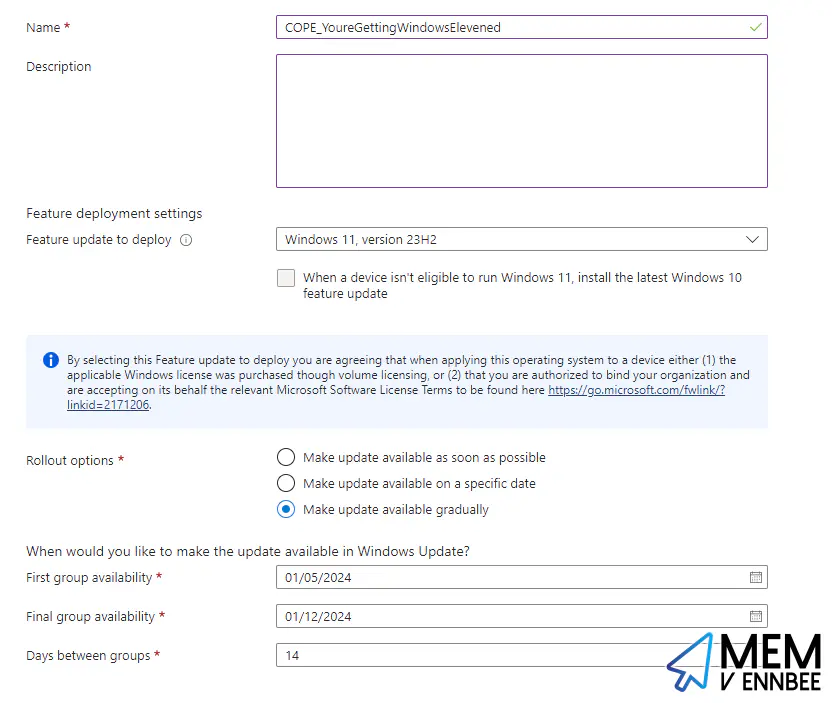 Name *
COPE_YoureGettingWindowsElevened
Description
Feature deployment settings
Feature update to deploy
Windows 11, version 23H2
When a device isn't eligible to run Windows 11, install the latest Windows 10
feature update
By selecting this Feature update to deploy you are agreeing that when applying this operating system to a device either (1) the
applicable Windows license was purchased though volume licensing, or (2) that you are authorized to bind your organization and
are accepting on its behalf the relevant Microsoft Software License Terms to be found here https://go.microsoft.com/fwlink/?
linkid=2171206.
Rollout options *
Make update available as soon as possible
Make update available on a specific date
Make update available gradually
When would you like to make the update available in Windows Update?
First group availability *
01/05/2024
Final group availability *
01/12/2024
Days between groups *
14
MEM
V ENNBEE